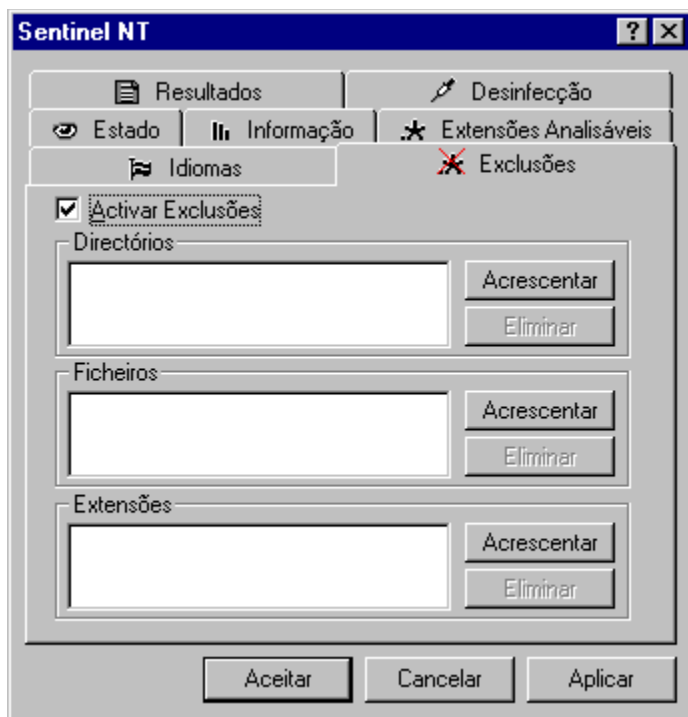 Sentinel NT
Resultados
Desinfecção
Estado
Informação
Extensões Analisáveis
Idiomas
Exclusões
Activar Exclusões
Directórios
Acrescentar
Eliminar
Ficheiros
Acrescentar
Eliminar
Extensões
Acrescentar
Eliminar
Aceitar
Cancelar
Aplicar